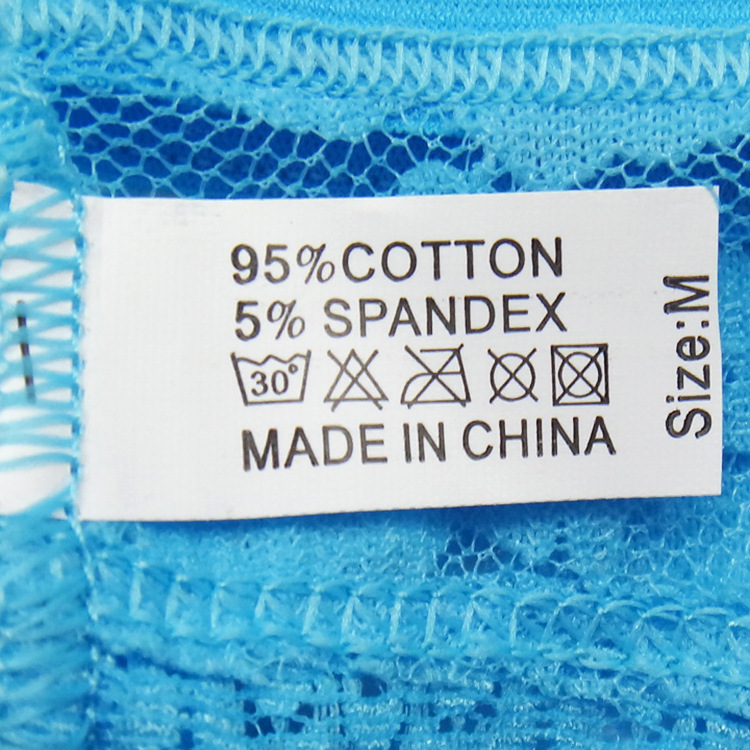 95% COTTON
5% SPANDEX
30°
MADE IN CHINA
Size:M